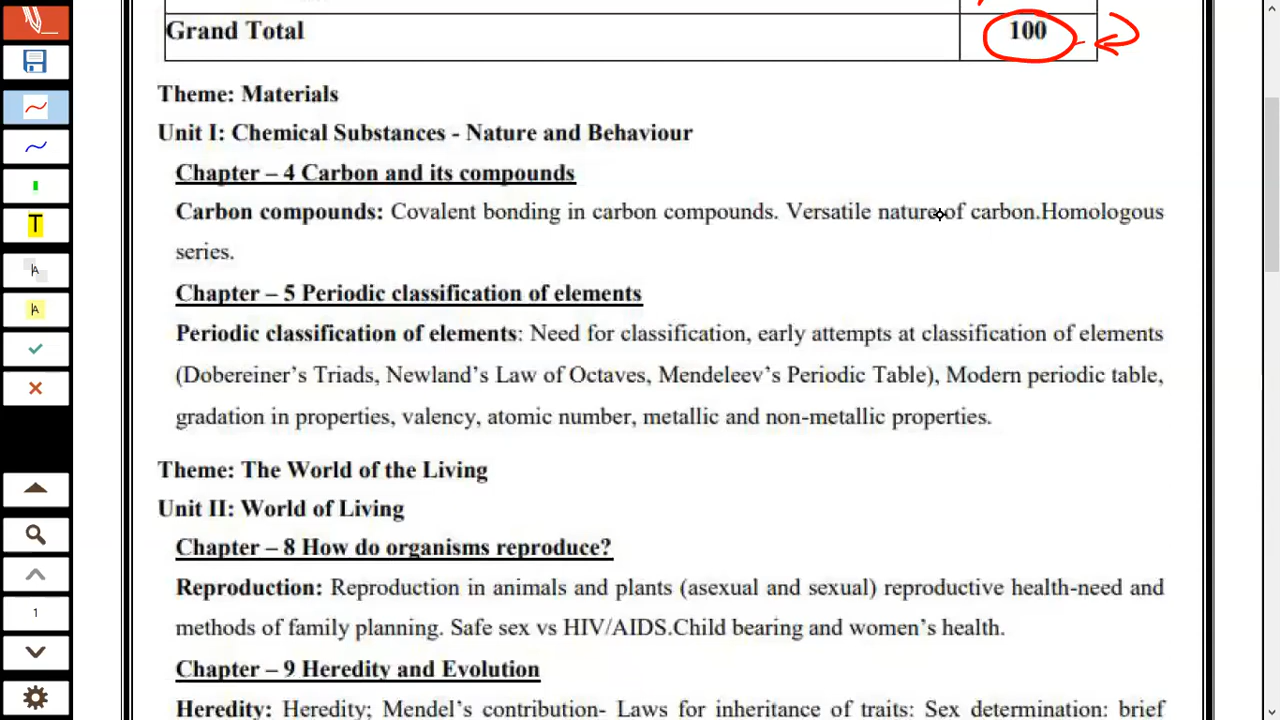 Grand Total 100
Theme: Materials
Unit I: Chemical Substances - Nature and Behaviour
Chapter – 4 Carbon and its compounds
Carbon compounds: Covalent bonding in carbon compounds. Versatile nature of carbon.Homologous
series.
Chapter – 5 Periodic classification of elements
Periodic classification of elements: Need for classification, early attempts at classification of elements
(Dobereiner’s Triads, Newland’s Law of Octaves, Mendeleev’s Periodic Table), Modern periodic table,
gradation in properties, valency, atomic number, metallic and non-metallic properties.
Theme: The World of the Living
Unit II: World of Living
Chapter – 8 How do organisms reproduce?
Reproduction: Reproduction in animals and plants (asexual and sexual) reproductive health-need and
methods of family planning. Safe sex vs HIV/AIDS.Child bearing and women’s health.
Chapter – 9 Heredity and Evolution
Heredity: Heredity; Mendel’s contribution- Laws for inheritance of traits: Sex determination: brief
T
A
A
1